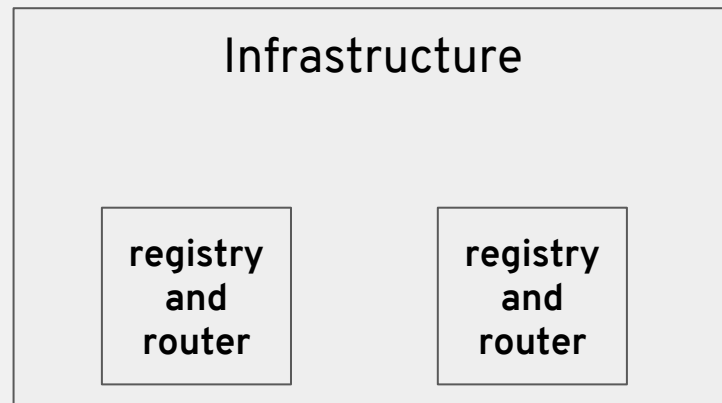 Infrastructure
registry
and
router
registry
and
router